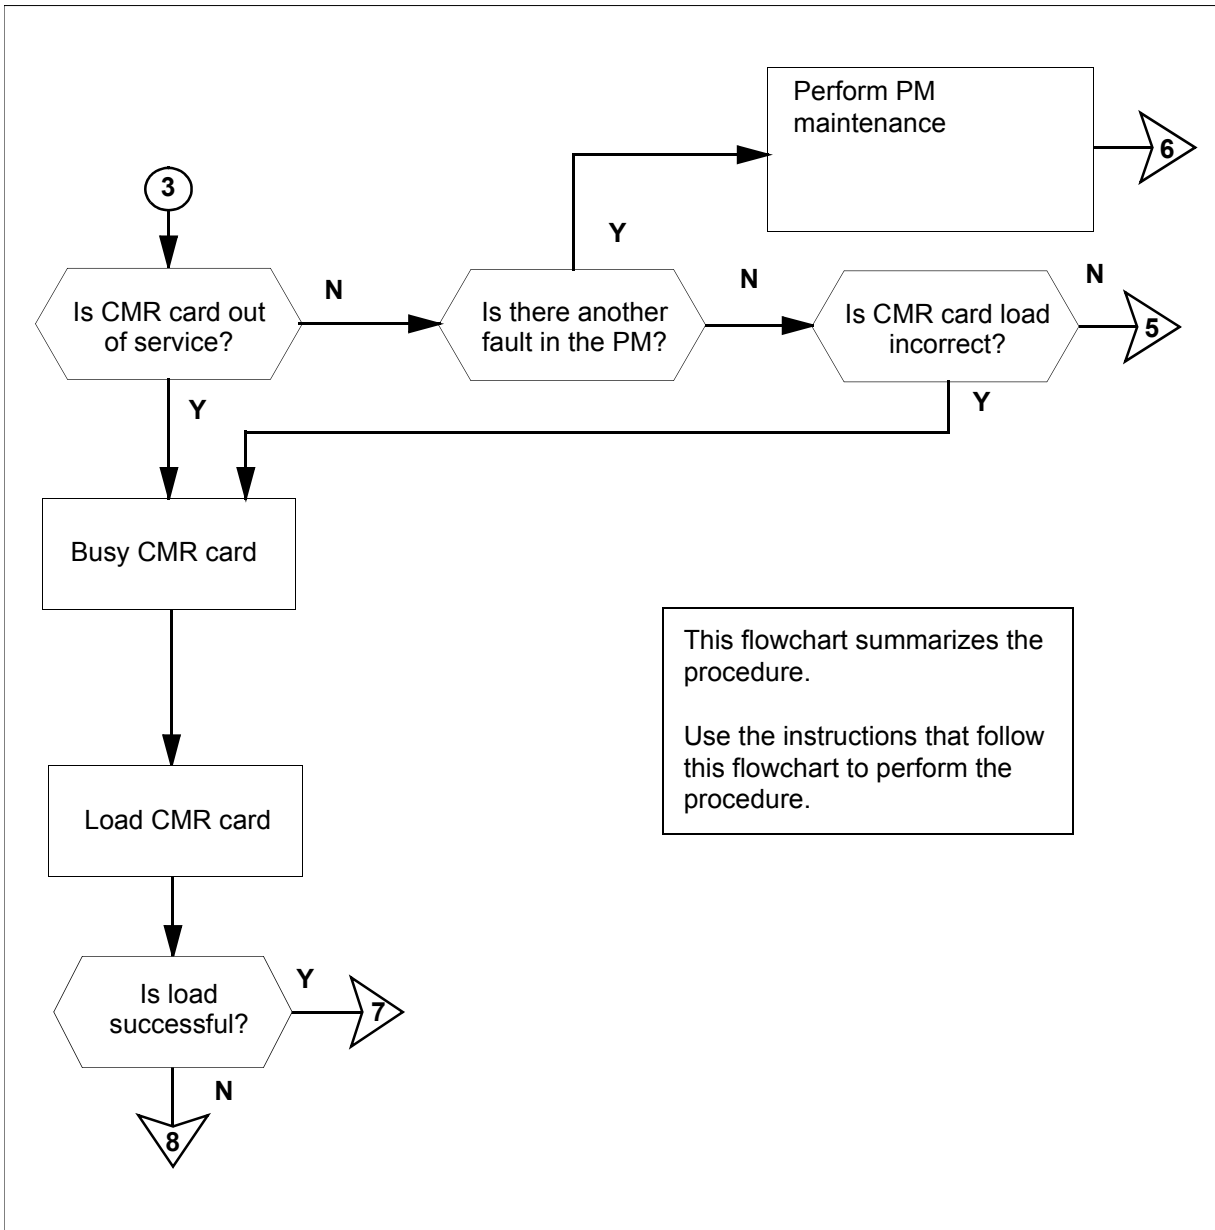 Perform PM
maintenance
6
3
Y
Is CMR card out
of service?
N
Is there another
fault in the PM?
N
Is CMR card load
incorrect?
N
5
Y
Y
Busy CMR card
This flowchart summarizes the
procedure.
Use the instructions that follow
this flowchart to perform the
procedure.
Load CMR card
Is load
successful?
Y
7
N
8